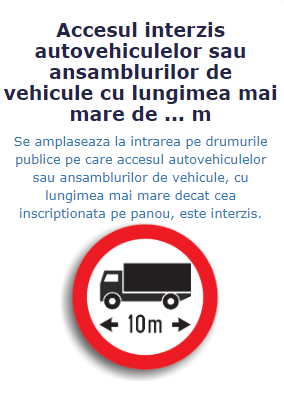 Accesul interzis
autovehiculelor sau
ansamblurilor de
vehicule cu lungimea mai
mare de ... m
Se amplaseaza la intrarea pe drumurile
publice pe care accesul autovehiculelor
sau ansamblurilor de vehicule, cu
lungimea mai mare decat cea
inscriptionata pe panou, este interzis.
10m